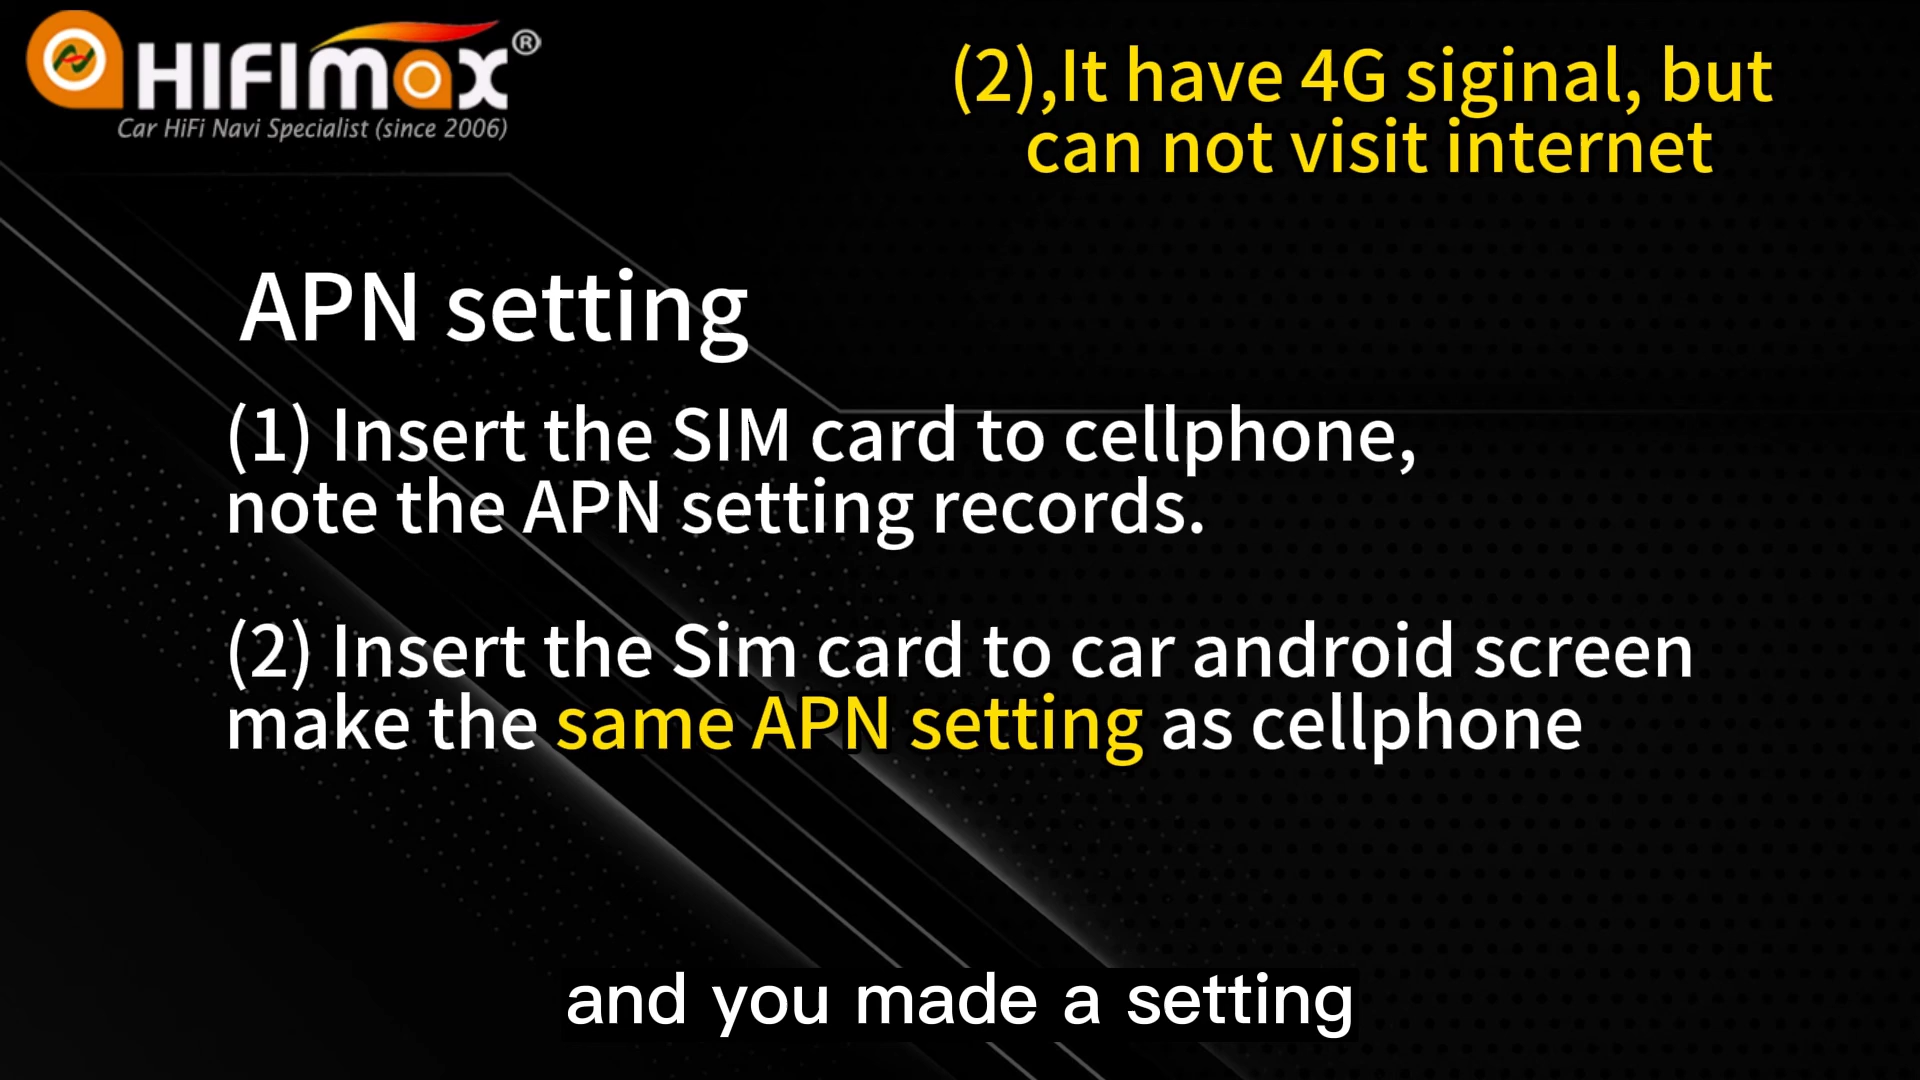 HIFIMAX®
Car HiFi Navi Specialist (since 2006)
(2),It have 4G siginal, but
can not visit internet
APN setting
(1) Insert the SIM card to cellphone,
note the APN setting records.
(2) Insert the Sim card to car android screen
make the same APN setting as cellphone
and you made a setting